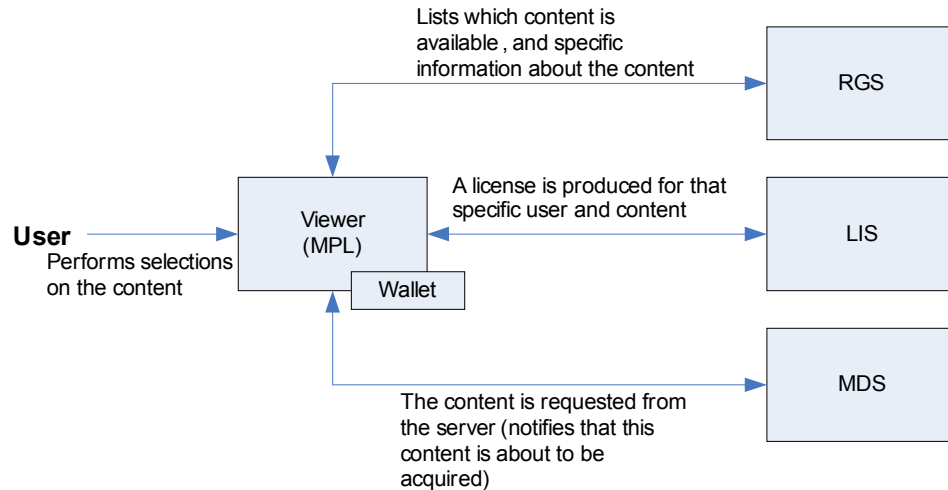 Lists which content is
available , and specific
information about the content
RGS
A license is produced for that
specific user and content
Viewer
(MPL)
LIS
User
Performs selections
on the content
Wallet
MDS
The content is requested from
the server (notifies that this
content is about to be
acquired)